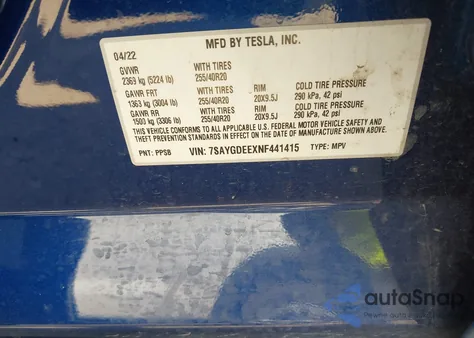 MFD BY TESLA, INC.
04/22
GVWR WITH TIRES
2369 kg (5224 lb) 255/40R20
GAWR FRT WITH TIRES RIM COLD TIRE PRESSURE
1363 kg (3004 lb) 255/40R20 20X9.5J 290 kPa, 42 psi
GAWR RR WITH TIRES RIM COLD TIRE PRESSURE
1500 kg (3306 lb) 255/40R20 20X9.5J 290 kPa, 42 psi
THIS VEHICLE CONFORMS TO ALL APPLICABLE U.S. FEDERAL MOTOR VEHICLE SAFETY AND
THEFT PREVENTION STANDARDS IN EFFECT ON THE DATE OF MANUFACTURE SHOWN ABOVE.
PNT: PPSB VIN: 7SAYGDEEXNF441415 TYPE: MPV
autoSnap